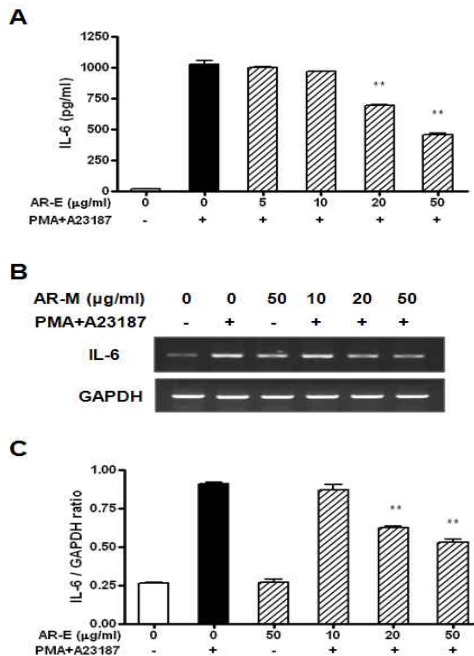 A
1250
1000
750
500
250
0
IL-6 (pg/ml)
** **
AR-E (µg/ml) 0 0 5 10 20 50
PMA+A23187 - + + + + +
B
AR-M (µg/ml) 0 0 50 10 20 50
PMA+A23187 - + - + + +
IL-6
GAPDH
C
1.00
0.75
0.50
0.25
0.00
IL-6 / GAPDH ratio
** **
AR-E (µg/ml) 0 0 50 10 20 50
PMA+A23187 - + - + + +